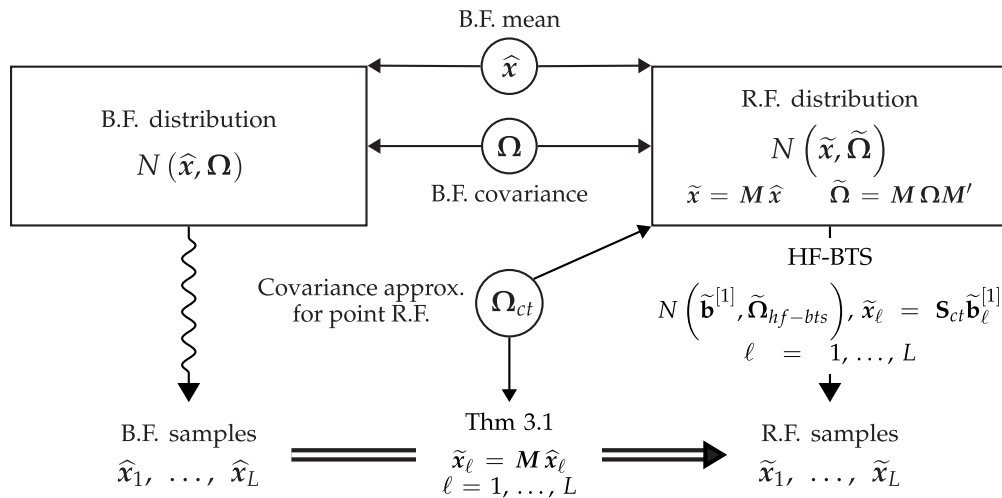 B.F. mean
x̂
B.F. distribution
N (x̂, Ω)
Ω
B.F. covariance
R.F. distribution
N (x̃, Ω̃)
x̃ = M x̂   Ω̃ = M ΩM′
Covariance approx.
for point R.F.
Ω_ct
HF-BTS
N (b̃^[1], Ω̃_hf−bts), x̃_ℓ = S_ct b̃_ℓ^[1]
ℓ = 1, …, L
B.F. samples
x̂_1, …, x̂_L
Thm 3.1
x̃_ℓ = M x̂_ℓ
ℓ = 1, …, L
R.F. samples
x̃_1, …, x̃_L